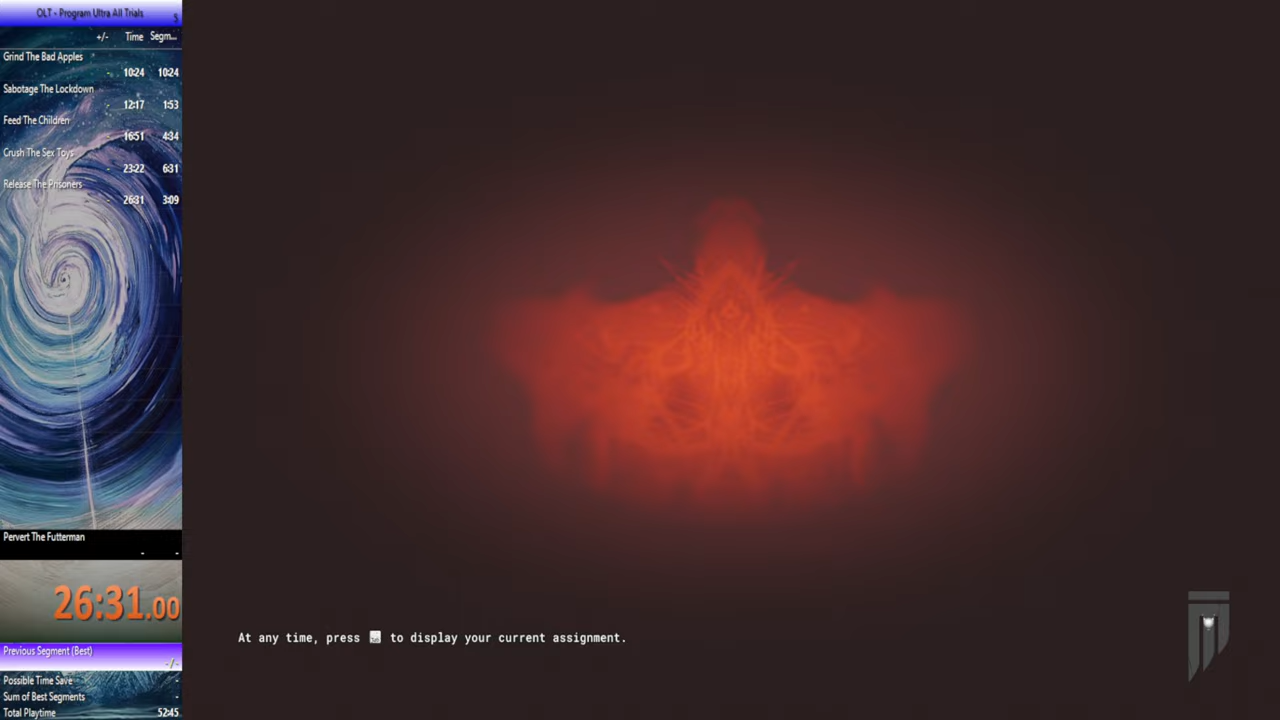 OLT - Program Ultra All Trials
5
+/- Time Segm...
Grind The Bad Apples
- 10:24 10:24
Sabotage The Lockdown
- 12:17 1:53
Feed The Children
- 16:51 4:34
Crush The Sex Toys
- 23:22 6:31
Release The Prisoners
- 26:31 3:09
Pervert The Futterman
- -
26:31.00
Previous Segment (Best)
-/-
Possible Time Save -
Sum of Best Segments -
Total Playtime 52:45
At any time, press to display your current assignment.